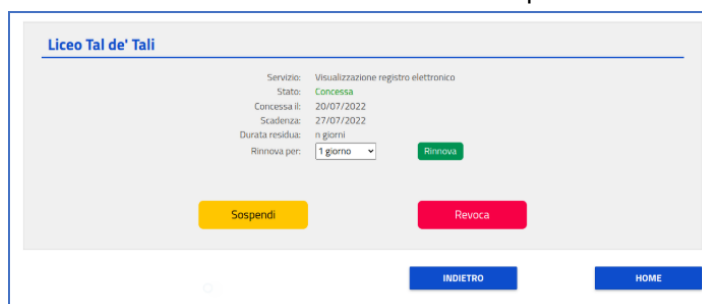 Liceo Tal de' Tali
Servizio: Visualizzazione registro elettronico
Stato: Concessa
Concessa il: 20/07/2022
Scadenza: 27/07/2022
Durata residua: n giorni
Rinnova per: 1 giorno Rinnova
Sospendi Revoca
INDIETRO HOME